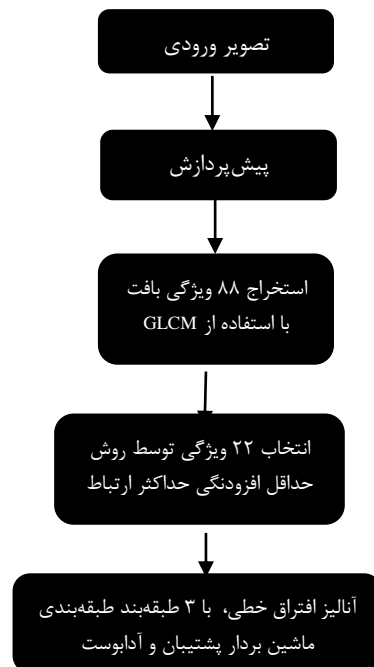 تصویر ورودی
پیش‌پردازش
استخراج ۸۸ ویژگی بافت
با استفاده از GLCM
انتخاب ۲۲ ویژگی توسط روش
حداقل افزودنگی حداکثر ارتباط
آنالیز افتراق خطی، با ۳ طبقه‌بند طبقه‌بندی
ماشین بردار پشتیبان و آدابوست